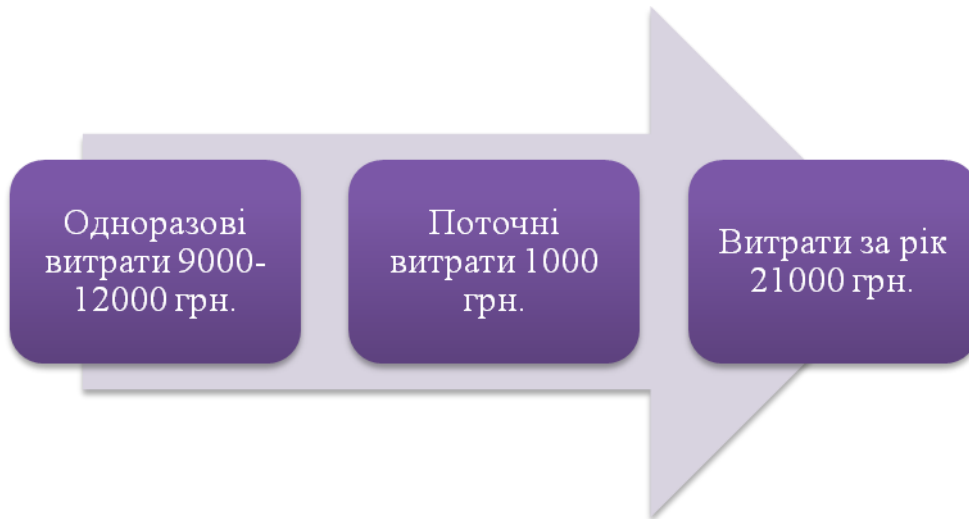 Одноразові
витрати 9000-
12000 грн.
Поточні
витрати 1000
грн.
Витрати за рік
21000 грн.